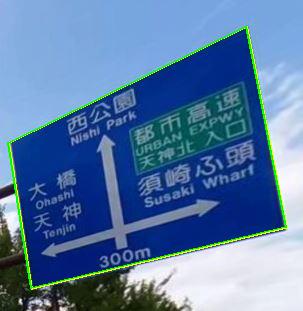 西公園
Nishi Park
都市高速
URBAN EXPWY
天神北 入口
大橋
Ohashi
天神
Tenjin
須崎ふ頭
Susaki Wharf
300m